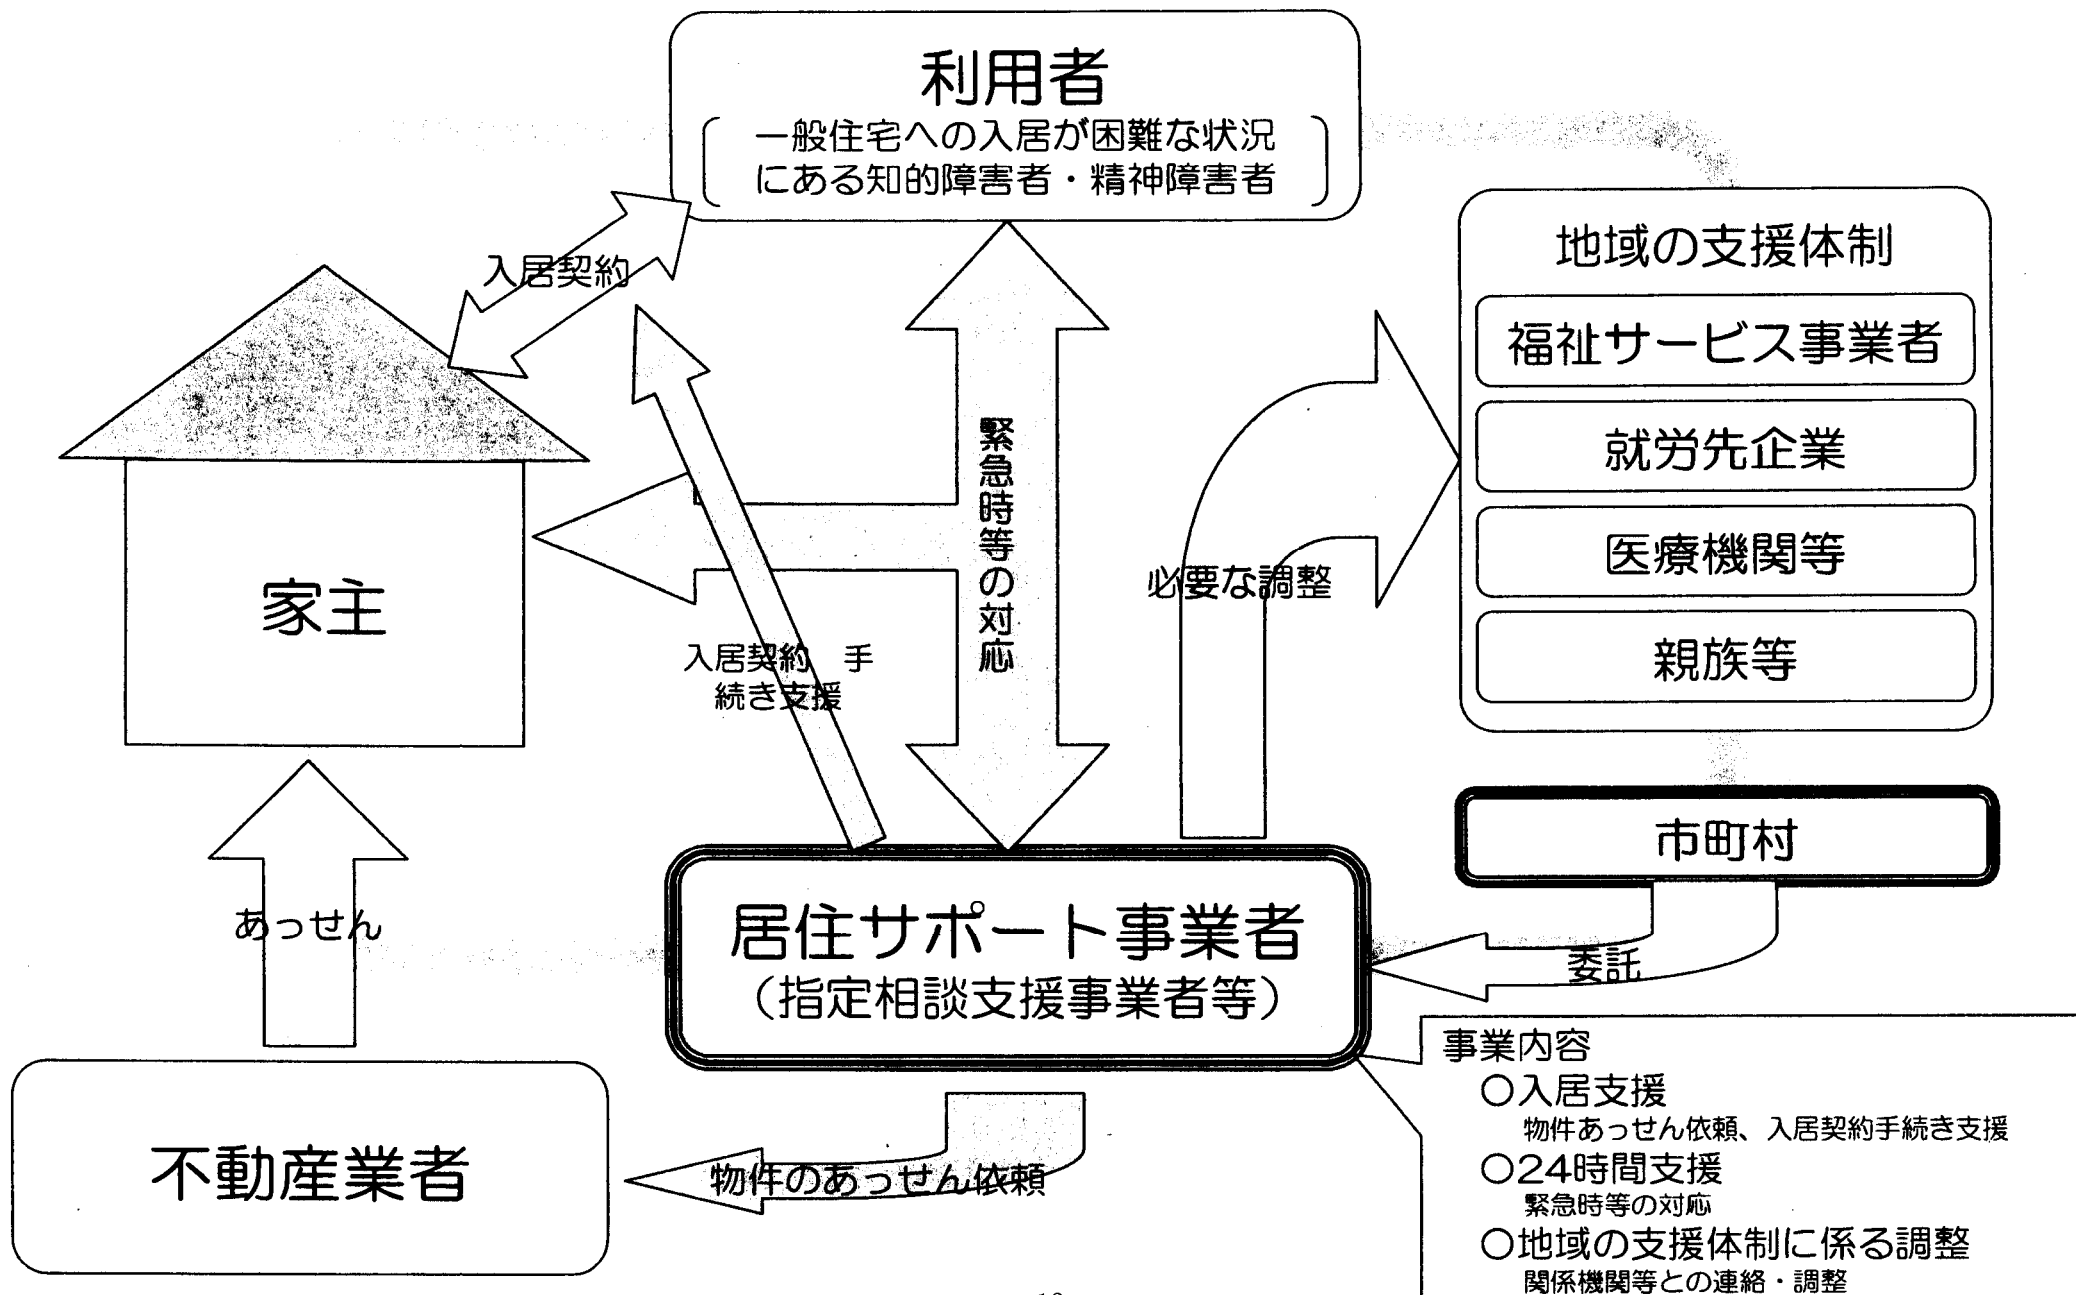 利用者
一般住宅への入居が困難な状況
にある知的障害者・精神障害者
入居契約
地域の支援体制
福祉サービス事業者
就労先企業
医療機関等
親族等
緊急時等の対応
必要な調整
家主
入居契約　手
続き支援
市町村
あっせん
居住サポート事業者
（指定相談支援事業者等）
委託
不動産業者
物件のあっせん依頼
事業内容
○入居支援
物件あっせん依頼、入居契約手続き支援
○24時間支援
緊急時等の対応
○地域の支援体制に係る調整
関係機関等との連絡・調整